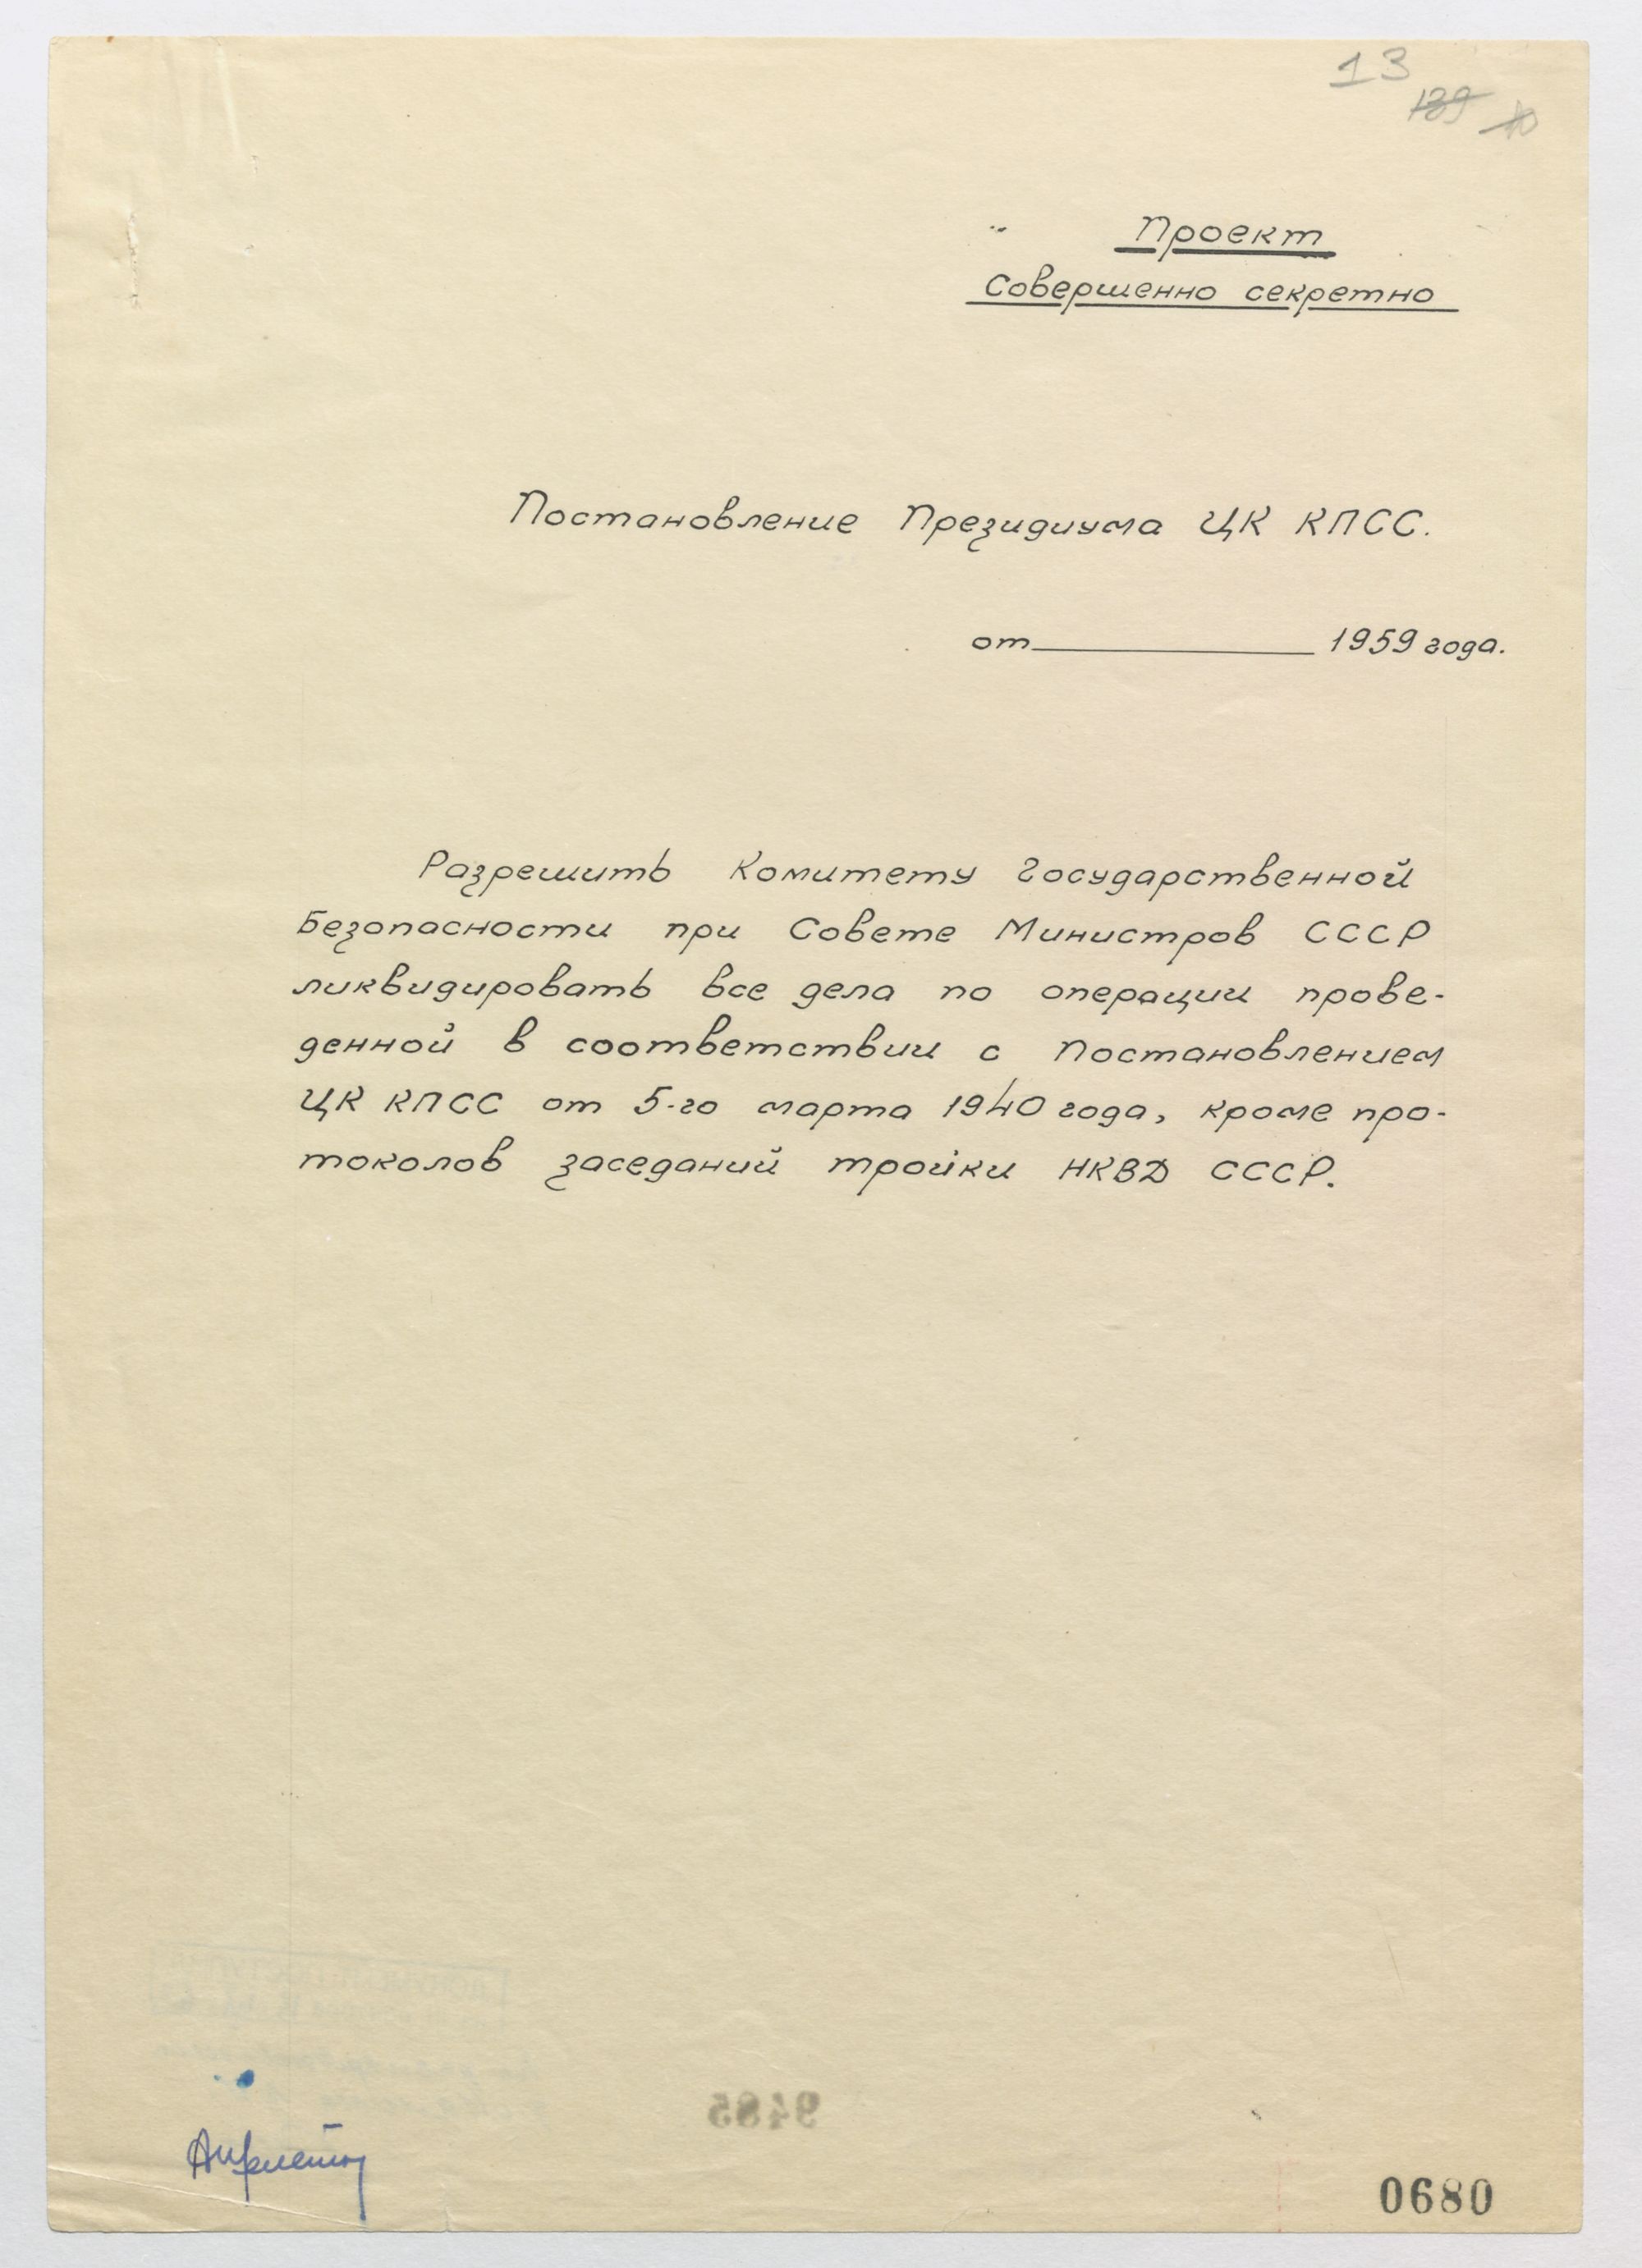 13
139
Проект
Совершенно секретно
Постановление Президиума ЦК КПСС.
от 1959 года.
Разрешить Комитету Государственной
Безопасности при Совете Министров СССР
ликвидировать все дела по операции прове-
денной в соответствии с Постановлением
ЦК КПСС от 5-го марта 1940 года, кроме про-
токолов заседаний тройки НКВД СССР.
9485
0680